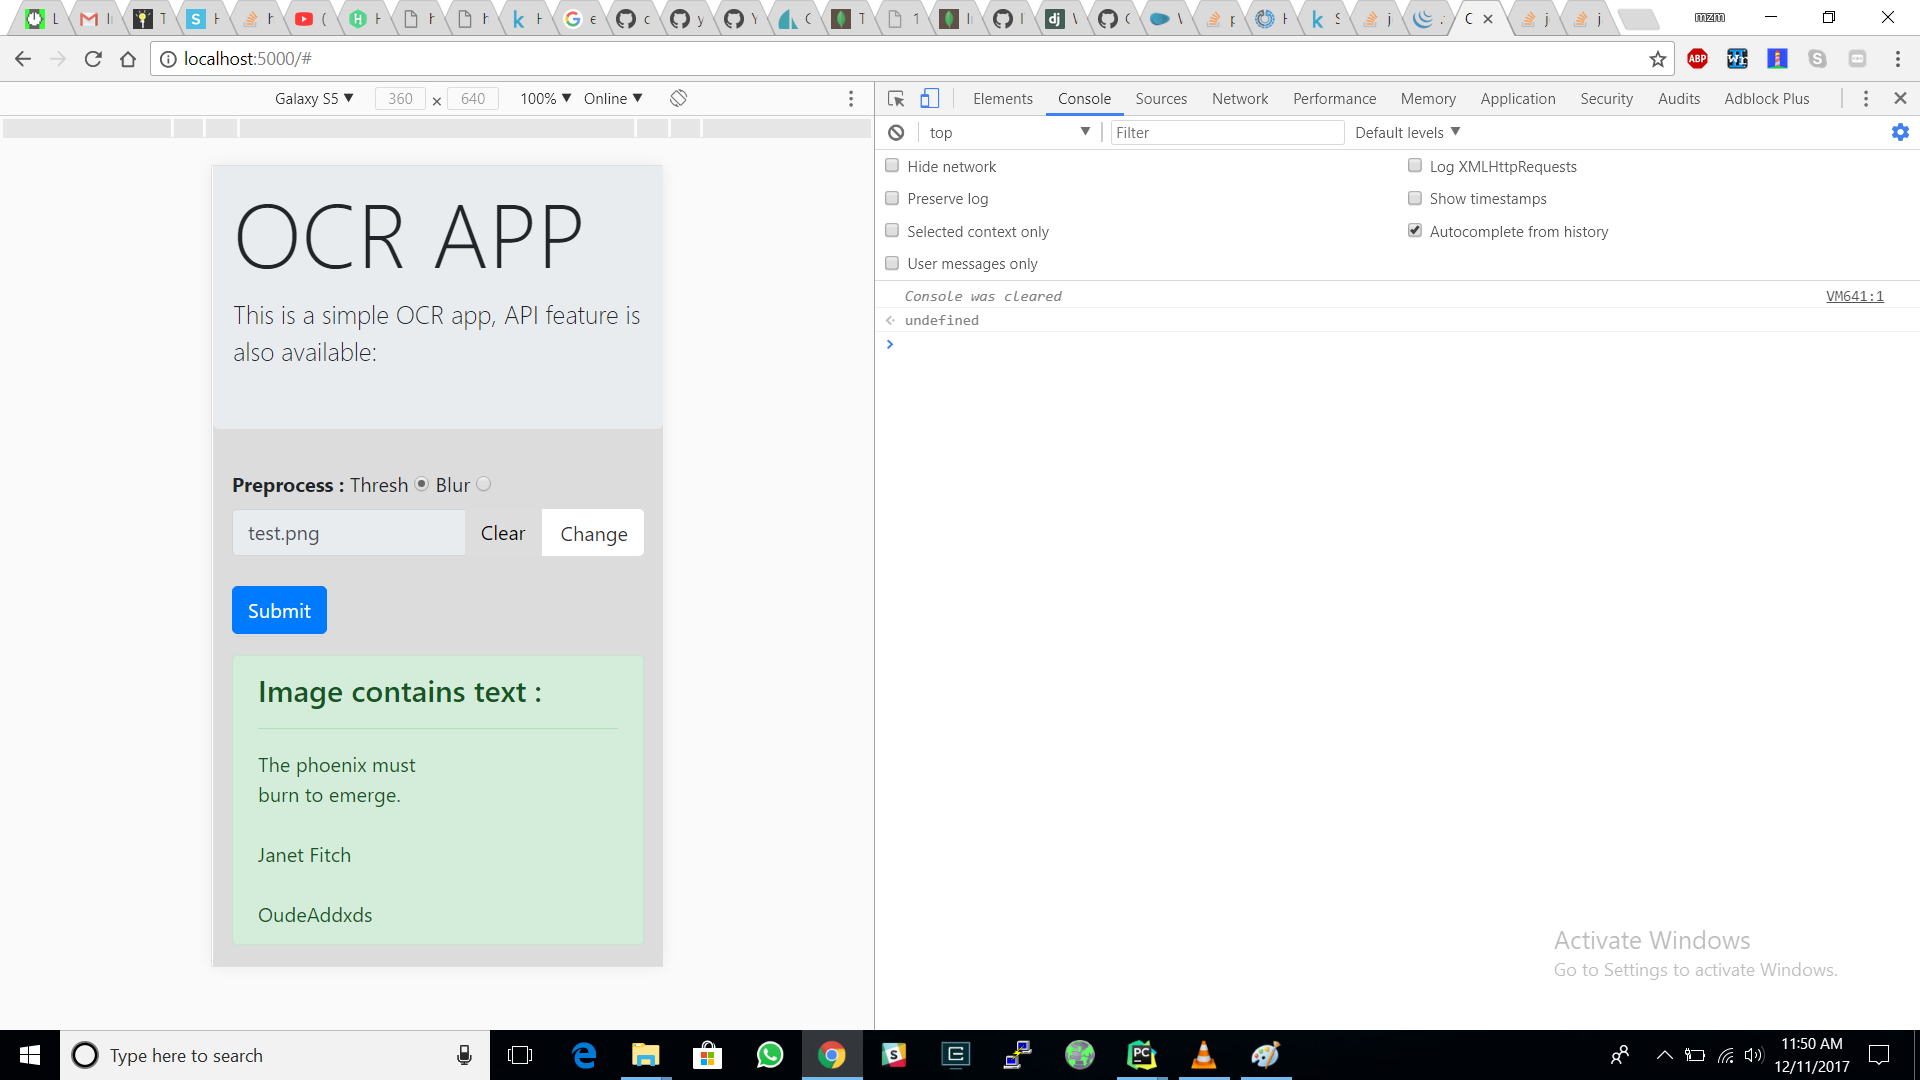 mzm
localhost:5000/#
Galaxy S5 360 × 640 100% Online
Elements Console Sources Network Performance Memory Application Security Audits Adblock Plus
top Filter Default levels
Hide network Log XMLHttpRequests
Preserve log Show timestamps
Selected context only Autocomplete from history
User messages only
Console was cleared VM641:1
undefined
OCR APP
This is a simple OCR app, API feature is
also available:
Preprocess : Thresh Blur
test.png Clear Change
Submit
Image contains text :
The phoenix must
burn to emerge.
Janet Fitch
OudeAddxds
Activate Windows
Go to Settings to activate Windows.
Type here to search
11:50 AM
12/11/2017